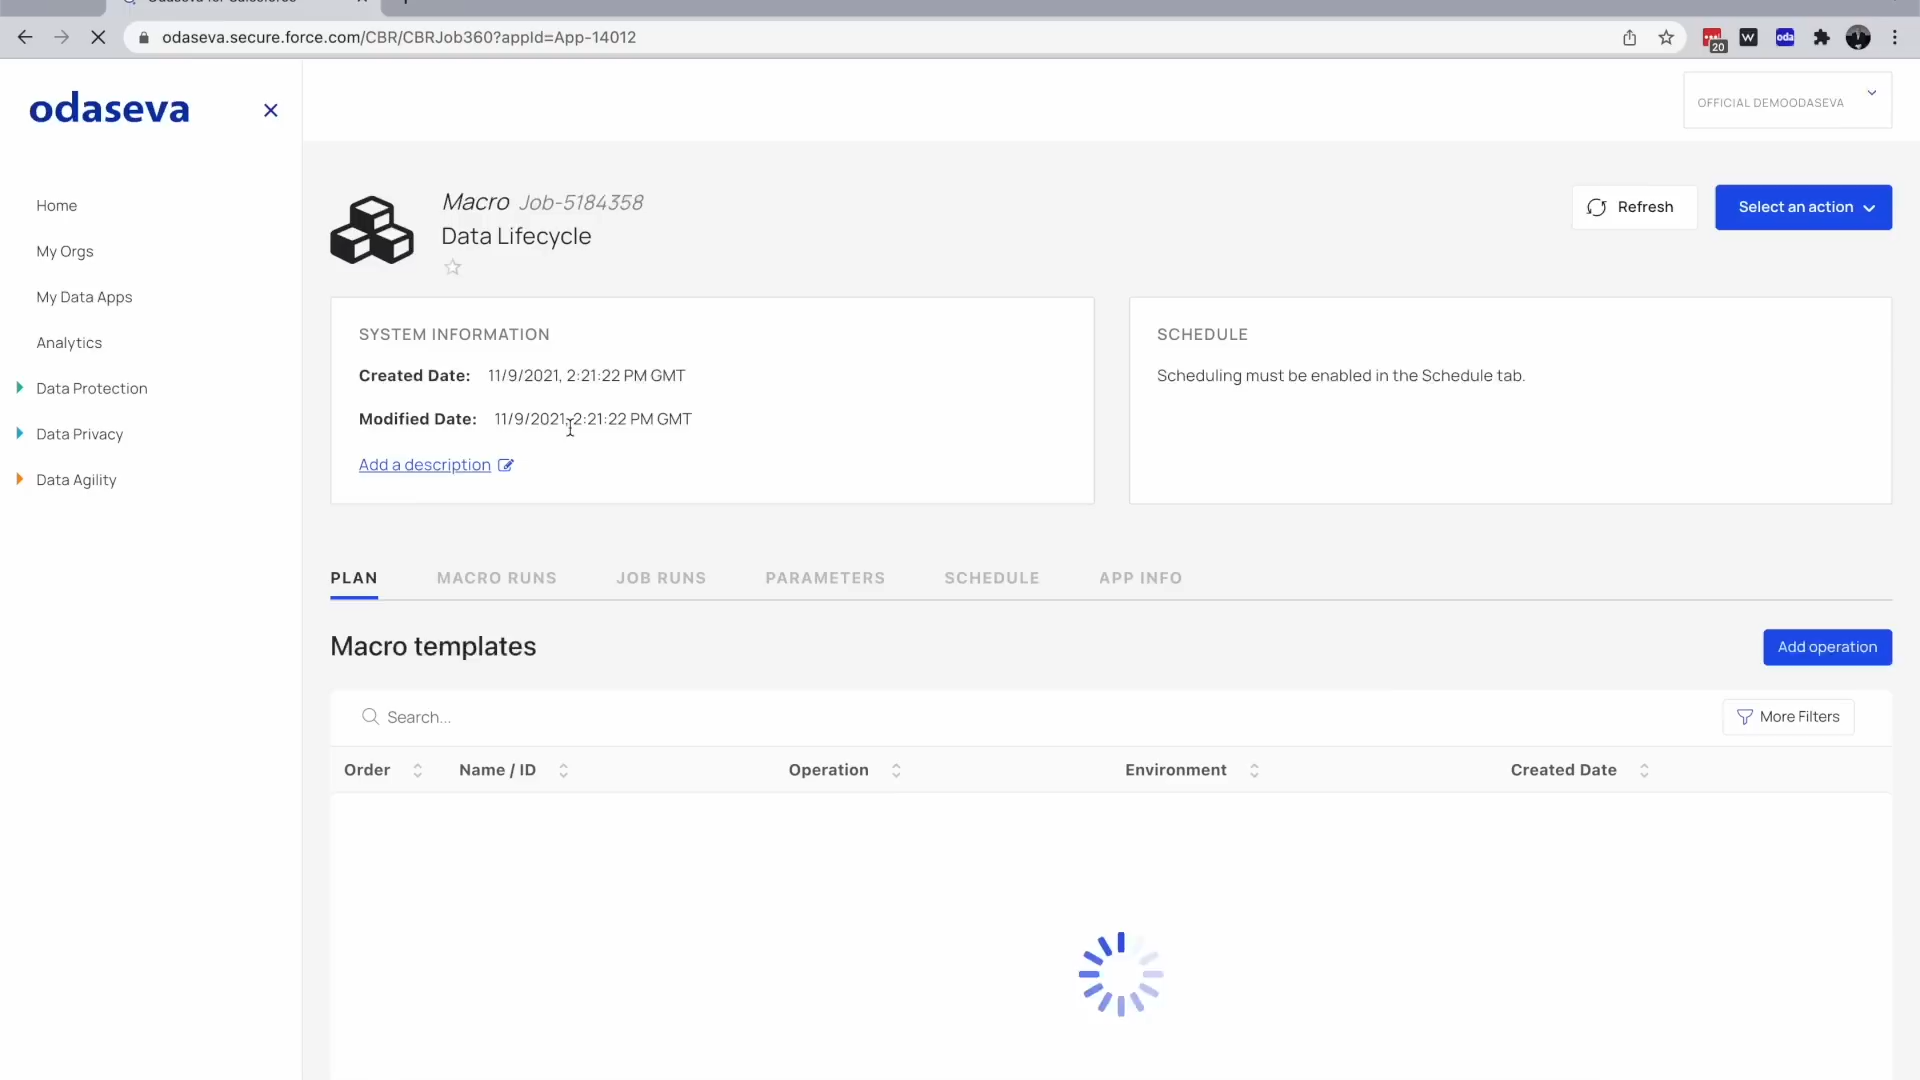 odaseva.secure.force.com/CBR/CBRJob360?appId=App-14012
20
W
oda
odaseva
OFFICIAL DEMOODASEVA
Home
My Orgs
My Data Apps
Analytics
Data Protection
Data Privacy
Data Agility
Macro Job-5184358
Data Lifecycle
Refresh
Select an action
SYSTEM INFORMATION
Created Date: 11/9/2021, 2:21:22 PM GMT
Modified Date: 11/9/2021, 2:21:22 PM GMT
Add a description
SCHEDULE
Scheduling must be enabled in the Schedule tab.
PLAN
MACRO RUNS
JOB RUNS
PARAMETERS
SCHEDULE
APP INFO
Macro templates
Add operation
Search...
More Filters
Order
Name / ID
Operation
Environment
Created Date